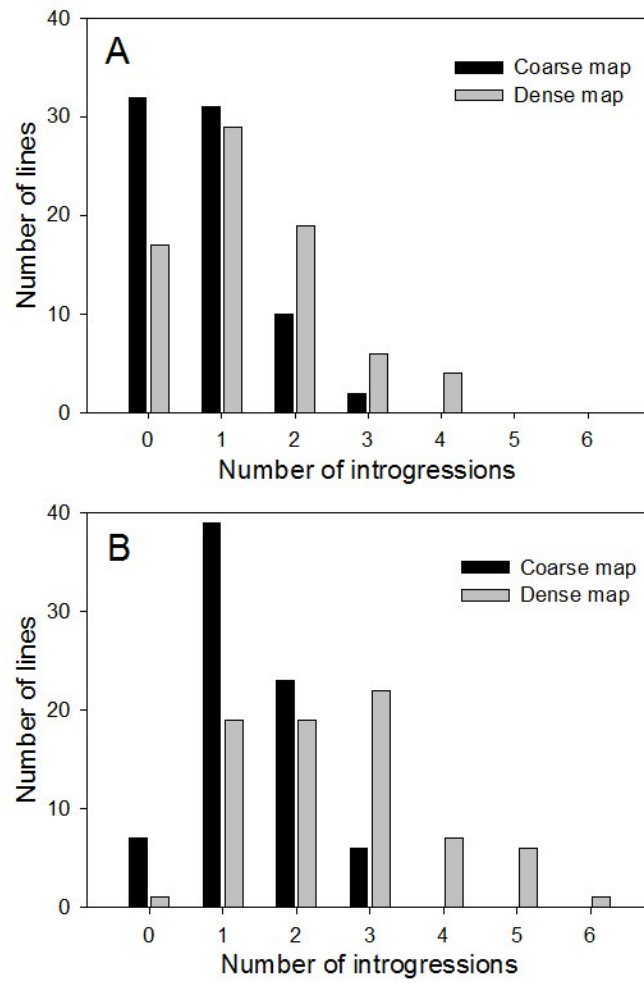 40
A
Coarse map
Dense map
30
20
10
0
Number of lines
0 1 2 3 4 5 6
Number of introgressions
40
B
Coarse map
Dense map
30
20
10
0
Number of lines
0 1 2 3 4 5 6
Number of introgressions